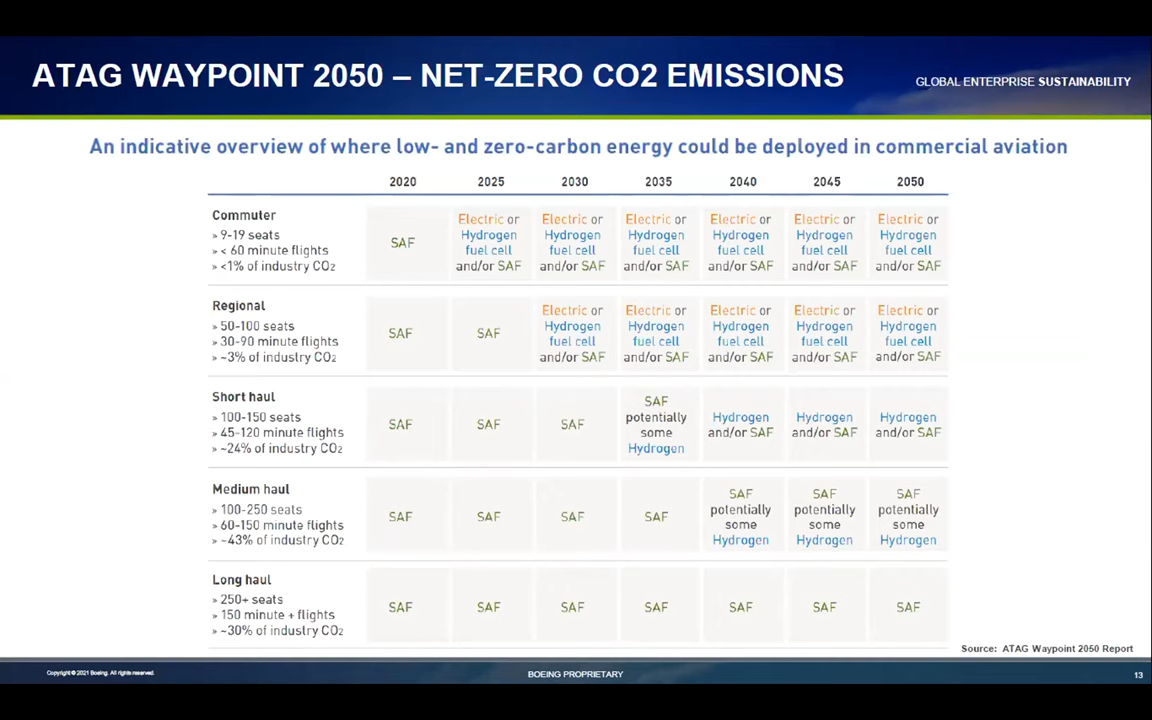 ATAG WAYPOINT 2050 – NET-ZERO CO2 EMISSIONS
GLOBAL ENTERPRISE SUSTAINABILITY
An indicative overview of where low- and zero-carbon energy could be deployed in commercial aviation
2020 2025 2030 2035 2040 2045 2050
Commuter
» 9-19 seats
» < 60 minute flights
» <1% of industry CO2
SAF
Electric or
Hydrogen
fuel cell
and/or SAF
Electric or
Hydrogen
fuel cell
and/or SAF
Electric or
Hydrogen
fuel cell
and/or SAF
Electric or
Hydrogen
fuel cell
and/or SAF
Electric or
Hydrogen
fuel cell
and/or SAF
Electric or
Hydrogen
fuel cell
and/or SAF
Regional
» 50-100 seats
» 30-90 minute flights
» ~3% of industry CO2
SAF
SAF
Electric or
Hydrogen
fuel cell
and/or SAF
Electric or
Hydrogen
fuel cell
and/or SAF
Electric or
Hydrogen
fuel cell
and/or SAF
Electric or
Hydrogen
fuel cell
and/or SAF
Electric or
Hydrogen
fuel cell
and/or SAF
Short haul
» 100-150 seats
» 45-120 minute flights
» ~24% of industry CO2
SAF
SAF
SAF
SAF
potentially
some
Hydrogen
Hydrogen
and/or SAF
Hydrogen
and/or SAF
Hydrogen
and/or SAF
Medium haul
» 100-250 seats
» 60-150 minute flights
» ~43% of industry CO2
SAF
SAF
SAF
SAF
SAF
potentially
some
Hydrogen
SAF
potentially
some
Hydrogen
SAF
potentially
some
Hydrogen
Long haul
» 250+ seats
» 150 minute + flights
» ~30% of industry CO2
SAF
SAF
SAF
SAF
SAF
SAF
SAF
Source: ATAG Waypoint 2050 Report
Copyright © 2021 Boeing. All rights reserved.
BOEING PROPRIETARY
13